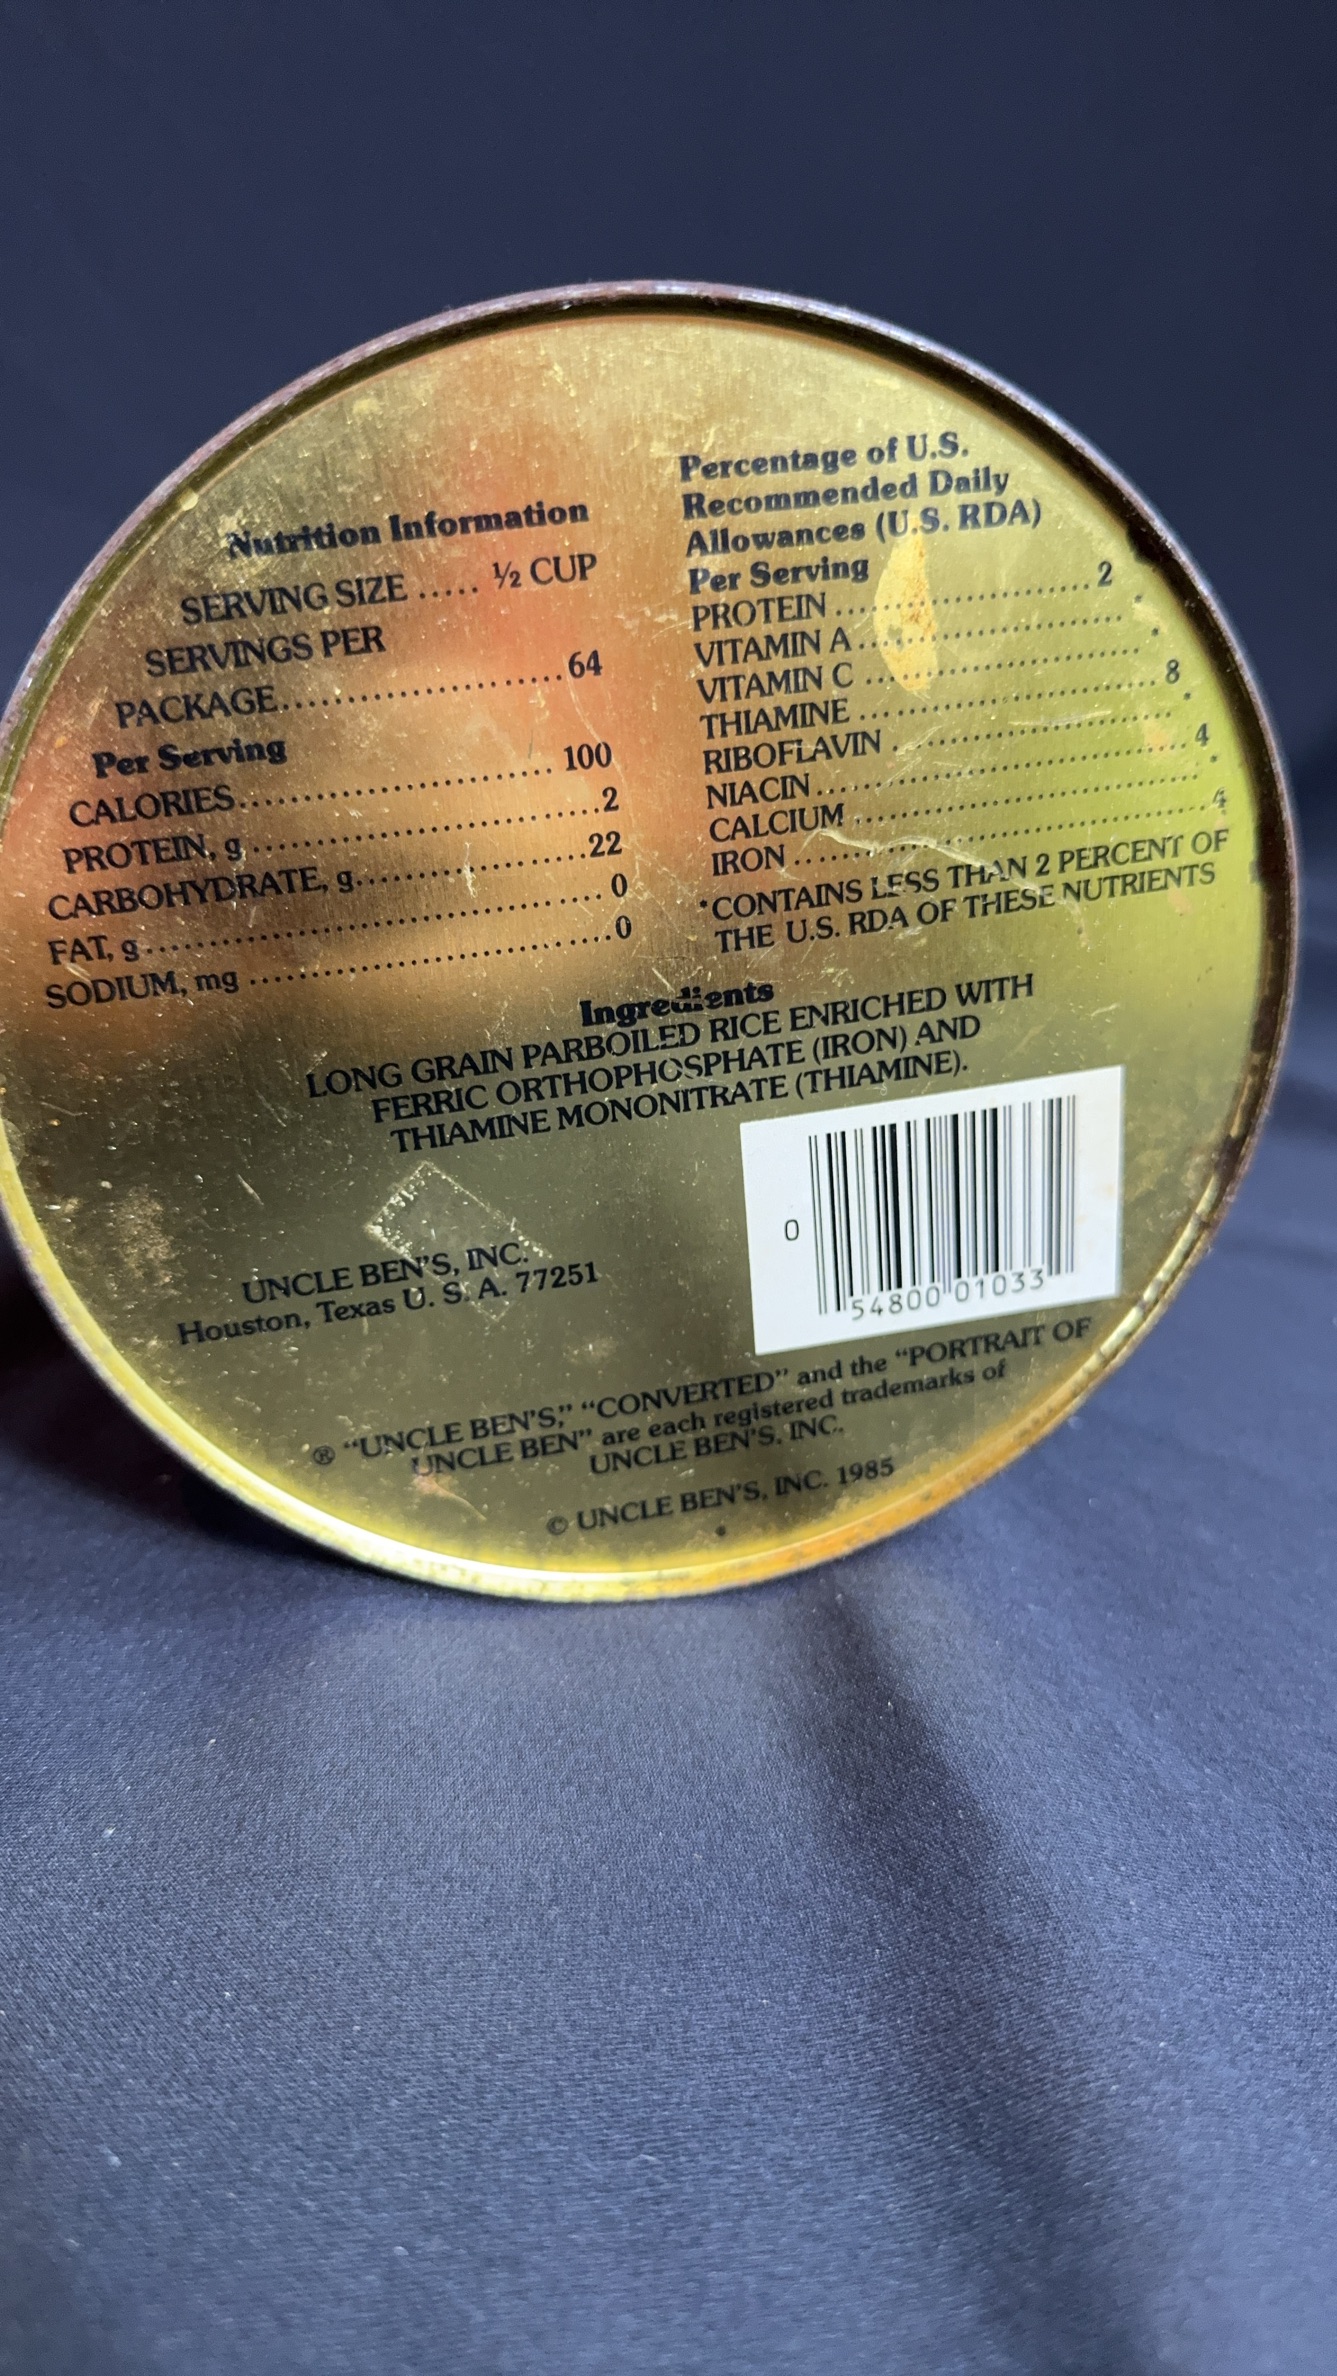 Nutrition Information
SERVING SIZE ..... ½ CUP
SERVINGS PER
PACKAGE......................64
Per Serving
CALORIES........................ 100
PROTEIN, g ..........................2
CARBOHYDRATE, g.................22
FAT, g ................................. 0
SODIUM, mg ..........................0
Percentage of U.S.
Recommended Daily
Allowances (U.S. RDA)
Per Serving
PROTEIN .....................2
VITAMIN A .....................*
VITAMIN C .....................*
THIAMINE .....................8
RIBOFLAVIN .....................*
NIACIN .....................4
CALCIUM .....................*
IRON .....................4
*CONTAINS LESS THAN 2 PERCENT OF
THE U.S. RDA OF THESE NUTRIENTS
Ingredients
LONG GRAIN PARBOILED RICE ENRICHED WITH
FERRIC ORTHOPHOSPHATE (IRON) AND
THIAMINE MONONITRATE (THIAMINE).
UNCLE BEN'S, INC.
Houston, Texas U. S. A. 77251
0 54800 01033
® "UNCLE BEN'S," "CONVERTED" and the "PORTRAIT OF
UNCLE BEN" are each registered trademarks of
UNCLE BEN'S, INC.
© UNCLE BEN'S, INC. 1985